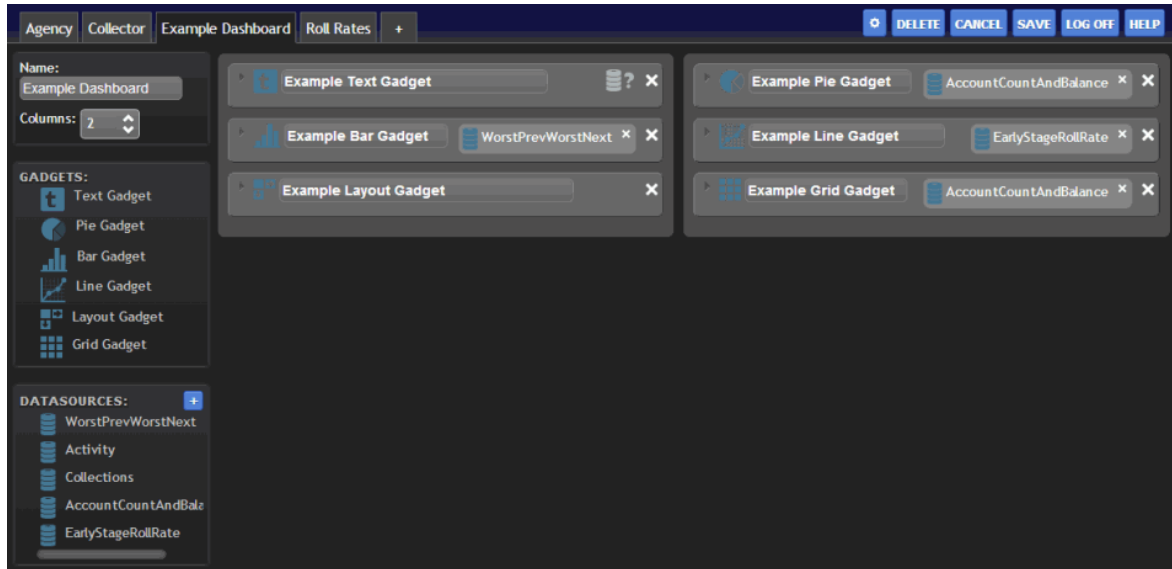 Agency Collector Example Dashboard Roll Rates + DELETE CANCEL SAVE LOG OFF HELP
Name:
Example Dashboard
Columns: 2
GADGETS:
t Text Gadget
Pie Gadget
Bar Gadget
Line Gadget
Layout Gadget
Grid Gadget
DATASOURCES: +
WorstPrevWorstNext
Activity
Collections
AccountCountAndBala
EarlyStageRollRate
t Example Text Gadget ? ×
Example Bar Gadget WorstPrevWorstNext × ×
Example Layout Gadget ×
Example Pie Gadget AccountCountAndBalance × ×
Example Line Gadget EarlyStageRollRate × ×
Example Grid Gadget AccountCountAndBalance × ×